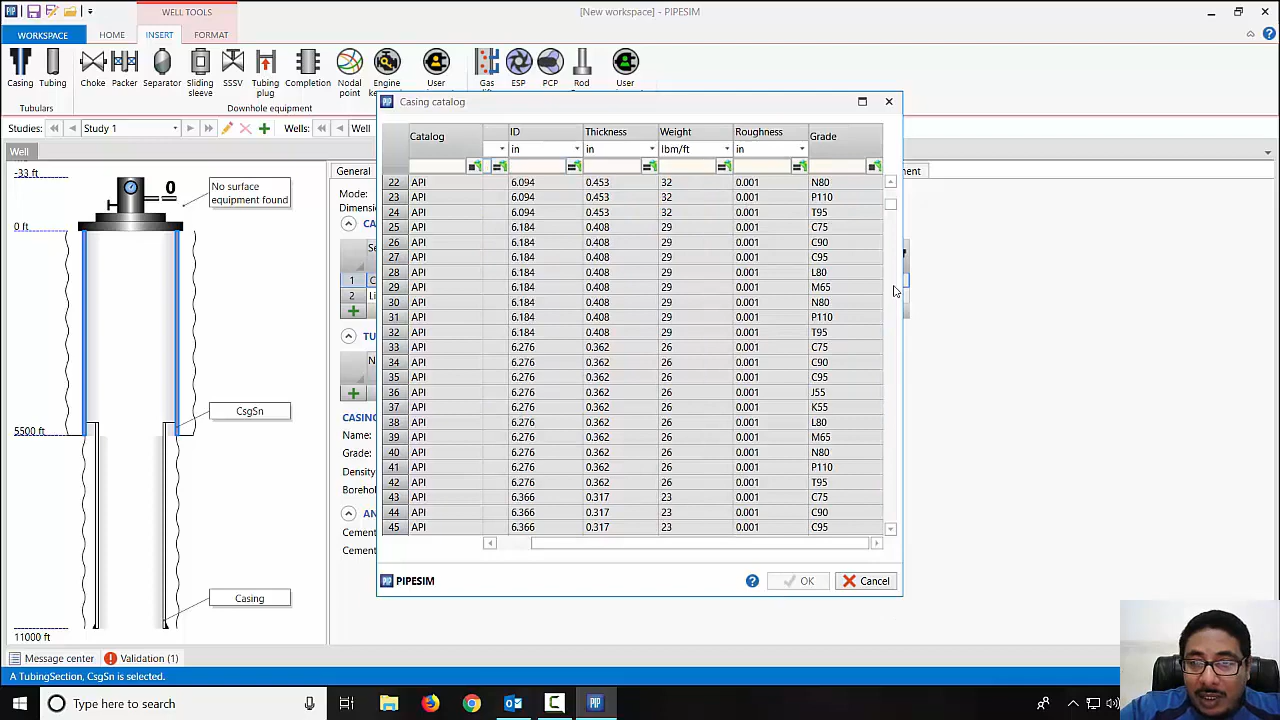 WELL TOOLS
[New workspace] - PIPESIM
WORKSPACE HOME INSERT FORMAT
Casing Tubing Choke Packer Separator Sliding sleeve SSSV Tubing plug Completion Nodal point Engine User Gas ESP PCP Rod User
Tubulars Downhole equipment
Studies: Study 1 Wells: Well
Well
General
Mode:
-33 ft
0
No surface
equipment found
0 ft
CsgSn
5500 ft
Casing
11000 ft
1
2 Li
TU
N
CASING
Name:
Grade:
Density
Borehol
AN
Cement
Cement
Casing catalog
Catalog ID Thickness Weight Roughness Grade
in in lbm/ft in
22 API 6.094 0.453 32 0.001 N80
23 API 6.094 0.453 32 0.001 P110
24 API 6.094 0.453 32 0.001 T95
25 API 6.184 0.408 29 0.001 C75
26 API 6.184 0.408 29 0.001 C90
27 API 6.184 0.408 29 0.001 C95
28 API 6.184 0.408 29 0.001 L80
29 API 6.184 0.408 29 0.001 M65
30 API 6.184 0.408 29 0.001 N80
31 API 6.184 0.408 29 0.001 P110
32 API 6.184 0.408 29 0.001 T95
33 API 6.276 0.362 26 0.001 C75
34 API 6.276 0.362 26 0.001 C90
35 API 6.276 0.362 26 0.001 C95
36 API 6.276 0.362 26 0.001 J55
37 API 6.276 0.362 26 0.001 K55
38 API 6.276 0.362 26 0.001 L80
39 API 6.276 0.362 26 0.001 M65
40 API 6.276 0.362 26 0.001 N80
41 API 6.276 0.362 26 0.001 P110
42 API 6.276 0.362 26 0.001 T95
43 API 6.366 0.317 23 0.001 C75
44 API 6.366 0.317 23 0.001 C90
45 API 6.366 0.317 23 0.001 C95
PIPESIM OK Cancel
Message center Validation (1)
A TubingSection, CsgSn is selected.
Type here to search